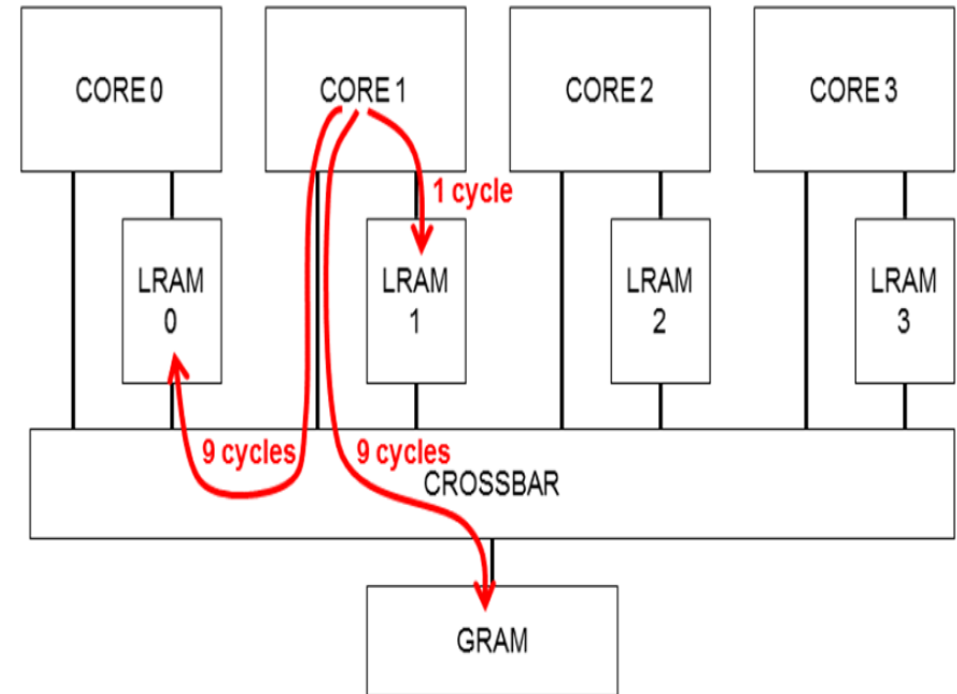 CORE 0
CORE 1
CORE 2
CORE 3
1 cycle
LRAM
0
LRAM
1
LRAM
2
LRAM
3
9 cycles
9 cycles
CROSSBAR
GRAM